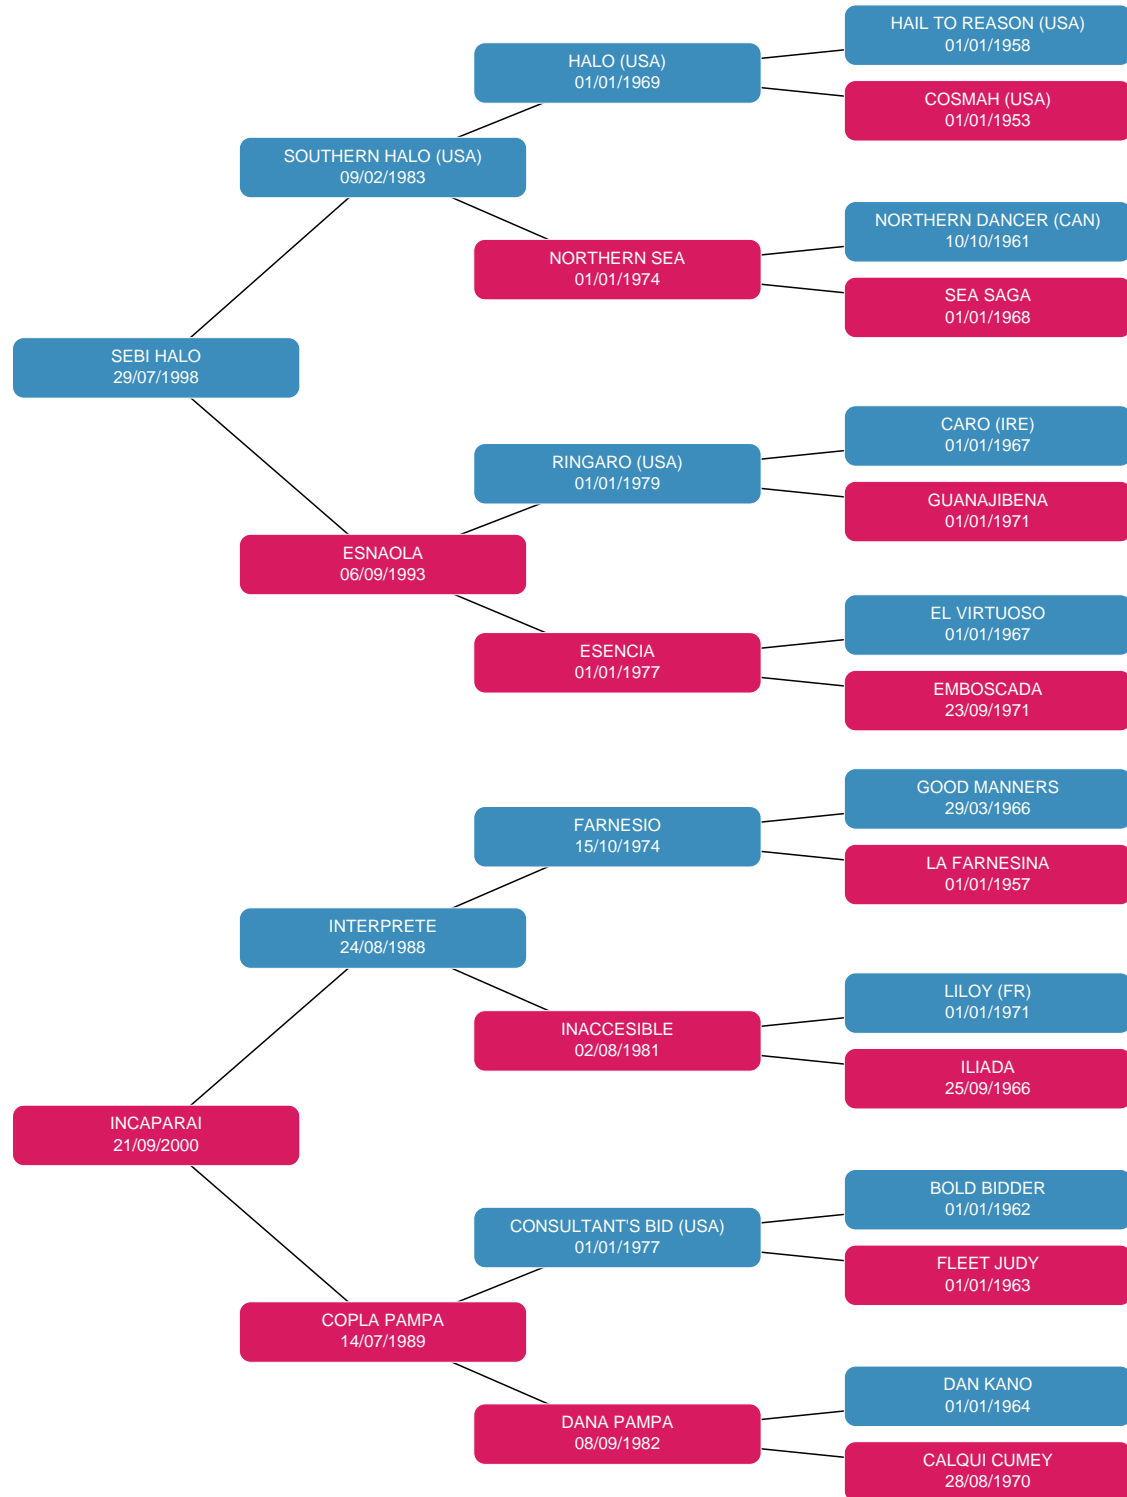 HAIL TO REASON (USA)
01/01/1958
HALO (USA)
01/01/1969
COSMAH (USA)
01/01/1953
SOUTHERN HALO (USA)
09/02/1983
NORTHERN DANCER (CAN)
10/10/1961
NORTHERN SEA
01/01/1974
SEA SAGA
01/01/1968
SEBI HALO
29/07/1998
CARO (IRE)
01/01/1967
RINGARO (USA)
01/01/1979
GUANAJIBENA
01/01/1971
ESNAOLA
06/09/1993
EL VIRTUOSO
01/01/1967
ESENCIA
01/01/1977
EMBOSCADA
23/09/1971
GOOD MANNERS
29/03/1966
FARNESIO
15/10/1974
LA FARNESINA
01/01/1957
INTERPRETE
24/08/1988
LILOY (FR)
01/01/1971
INACCESIBLE
02/08/1981
ILIADA
25/09/1966
INCAPARAI
21/09/2000
BOLD BIDDER
01/01/1962
CONSULTANT'S BID (USA)
01/01/1977
FLEET JUDY
01/01/1963
COPLA PAMPA
14/07/1989
DAN KANO
01/01/1964
DANA PAMPA
08/09/1982
CALQUI CUMEY
28/08/1970